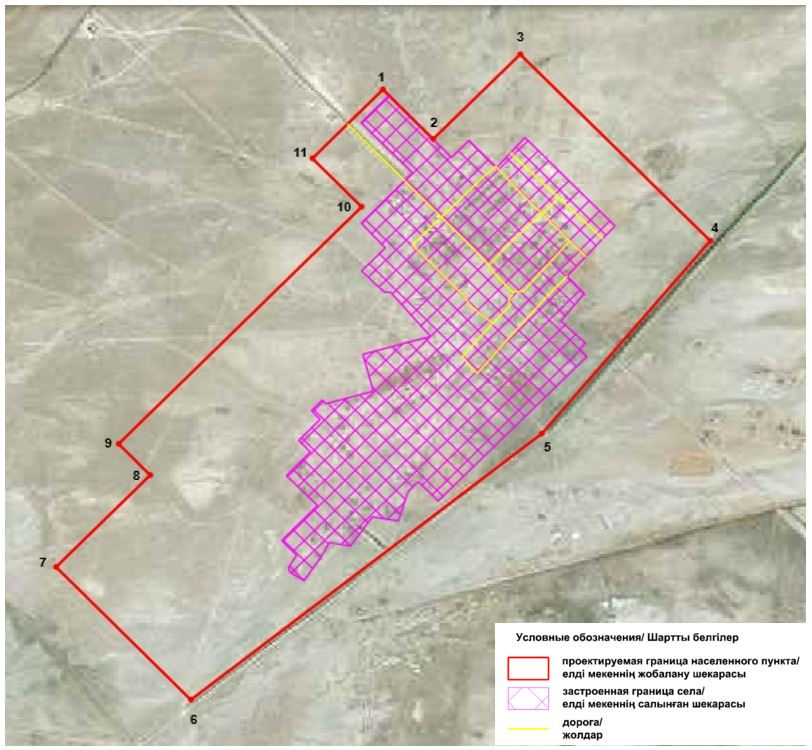 3
1
2
11
10
4
5
9
8
7
6
Условные обозначения/ Шартты белгілер
проектируемая граница населенного пункта/
елді мекеннің жобалану шекарасы
застроенная граница села/
елді мекеннің салынған шекарасы
дорога/
жолдар